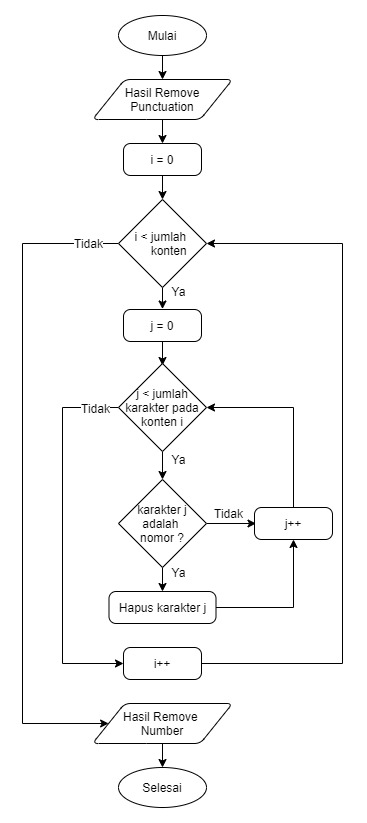 Mulai
Hasil Remove
Punctuation
i = 0
i < jumlah
konten
Tidak
Ya
j = 0
j < jumlah
karakter pada
konten i
Tidak
Ya
karakter j
adalah
nomor ?
Tidak
j++
Ya
Hapus karakter j
i++
Hasil Remove
Number
Selesai